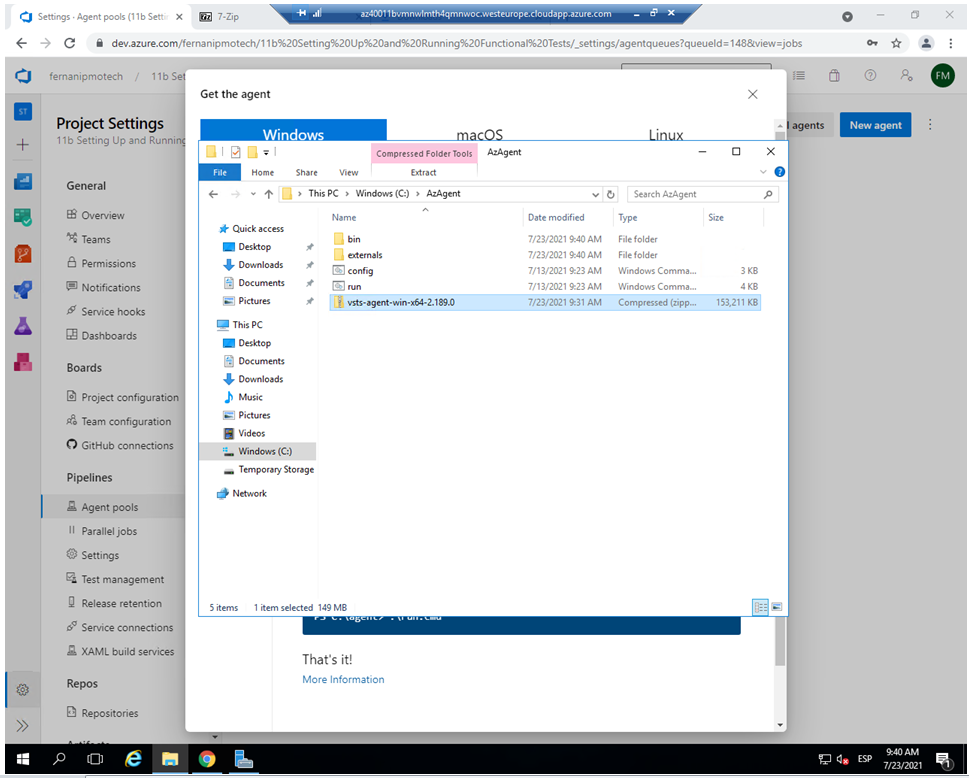 Settings · Agent pools (11b Settin
7-Zip
az40011bvmnwlmth4qmnwoc.westeurope.cloudapp.azure.com
dev.azure.com/fernanipmotech/11b%20Setting%20Up%20and%20Running%20Functional%20Tests/_settings/agentqueues?queueId=148&view=jobs
fernanipmotech / 11b Set
FM
ST
Project Settings
11b Setting Up and Running
Get the agent
Windows macOS Linux
l agents
New agent
General
Overview
Teams
Permissions
Notifications
Service hooks
Dashboards
Boards
Project configuration
Team configuration
GitHub connections
Pipelines
Agent pools
Parallel jobs
Settings
Test management
Release retention
Service connections
XAML build services
Repos
Repositories
Artifacts
Compressed Folder Tools
AzAgent
File Home Share View Extract
This PC > Windows (C:) > AzAgent
Search AzAgent
Quick access
Desktop
Downloads
Documents
Pictures
This PC
Desktop
Documents
Downloads
Music
Pictures
Videos
Windows (C:)
Temporary Storage
Network
Name Date modified Type Size
bin 7/23/2021 9:40 AM File folder
externals 7/23/2021 9:40 AM File folder
config 7/13/2021 9:23 AM Windows Comma... 3 KB
run 7/13/2021 9:23 AM Windows Comma... 4 KB
vsts-agent-win-x64-2.189.0 7/23/2021 9:31 AM Compressed (zipp... 153,211 KB
5 items 1 item selected 149 MB
PS C:\agent> .\run.cmd
That's it!
More Information
ESP
9:40 AM
7/23/2021
1